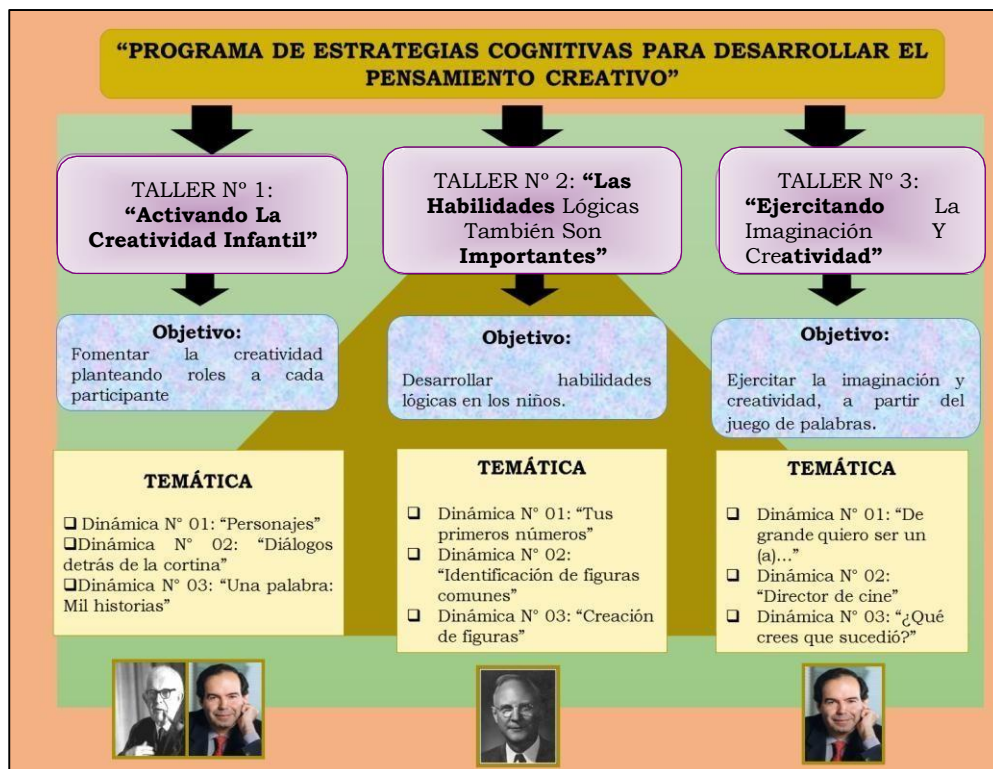 “PROGRAMA DE ESTRATEGIAS COGNITIVAS PARA DESARROLLAR EL
PENSAMIENTO CREATIVO”
TALLER Nº 1:
“Activando La
Creatividad Infantil”
Objetivo:
Fomentar la creatividad
planteando roles a cada
participante
TEMÁTICA
❑ Dinámica N° 01: “Personajes”
❑Dinámica N° 02: “Diálogos
detrás de la cortina”
❑Dinámica N° 03: “Una palabra:
Mil historias”
TALLER Nº 2: “Las
Habilidades Lógicas
También Son
Importantes”
Objetivo:
Desarrollar habilidades
lógicas en los niños.
TEMÁTICA
❑ Dinámica N° 01: “Tus
primeros números”
❑ Dinámica N° 02:
“Identificación de figuras
comunes”
❑ Dinámica N° 03: “Creación
de figuras”
TALLER Nº 3:
“Ejercitando La
Imaginación Y
Creatividad”
Objetivo:
Ejercitar la imaginación y
creatividad, a partir del
juego de palabras.
TEMÁTICA
❑ Dinámica N° 01: “De
grande quiero ser un
(a)…”
❑ Dinámica N° 02:
“Director de cine”
❑ Dinámica N° 03: “¿Qué
crees que sucedió?”